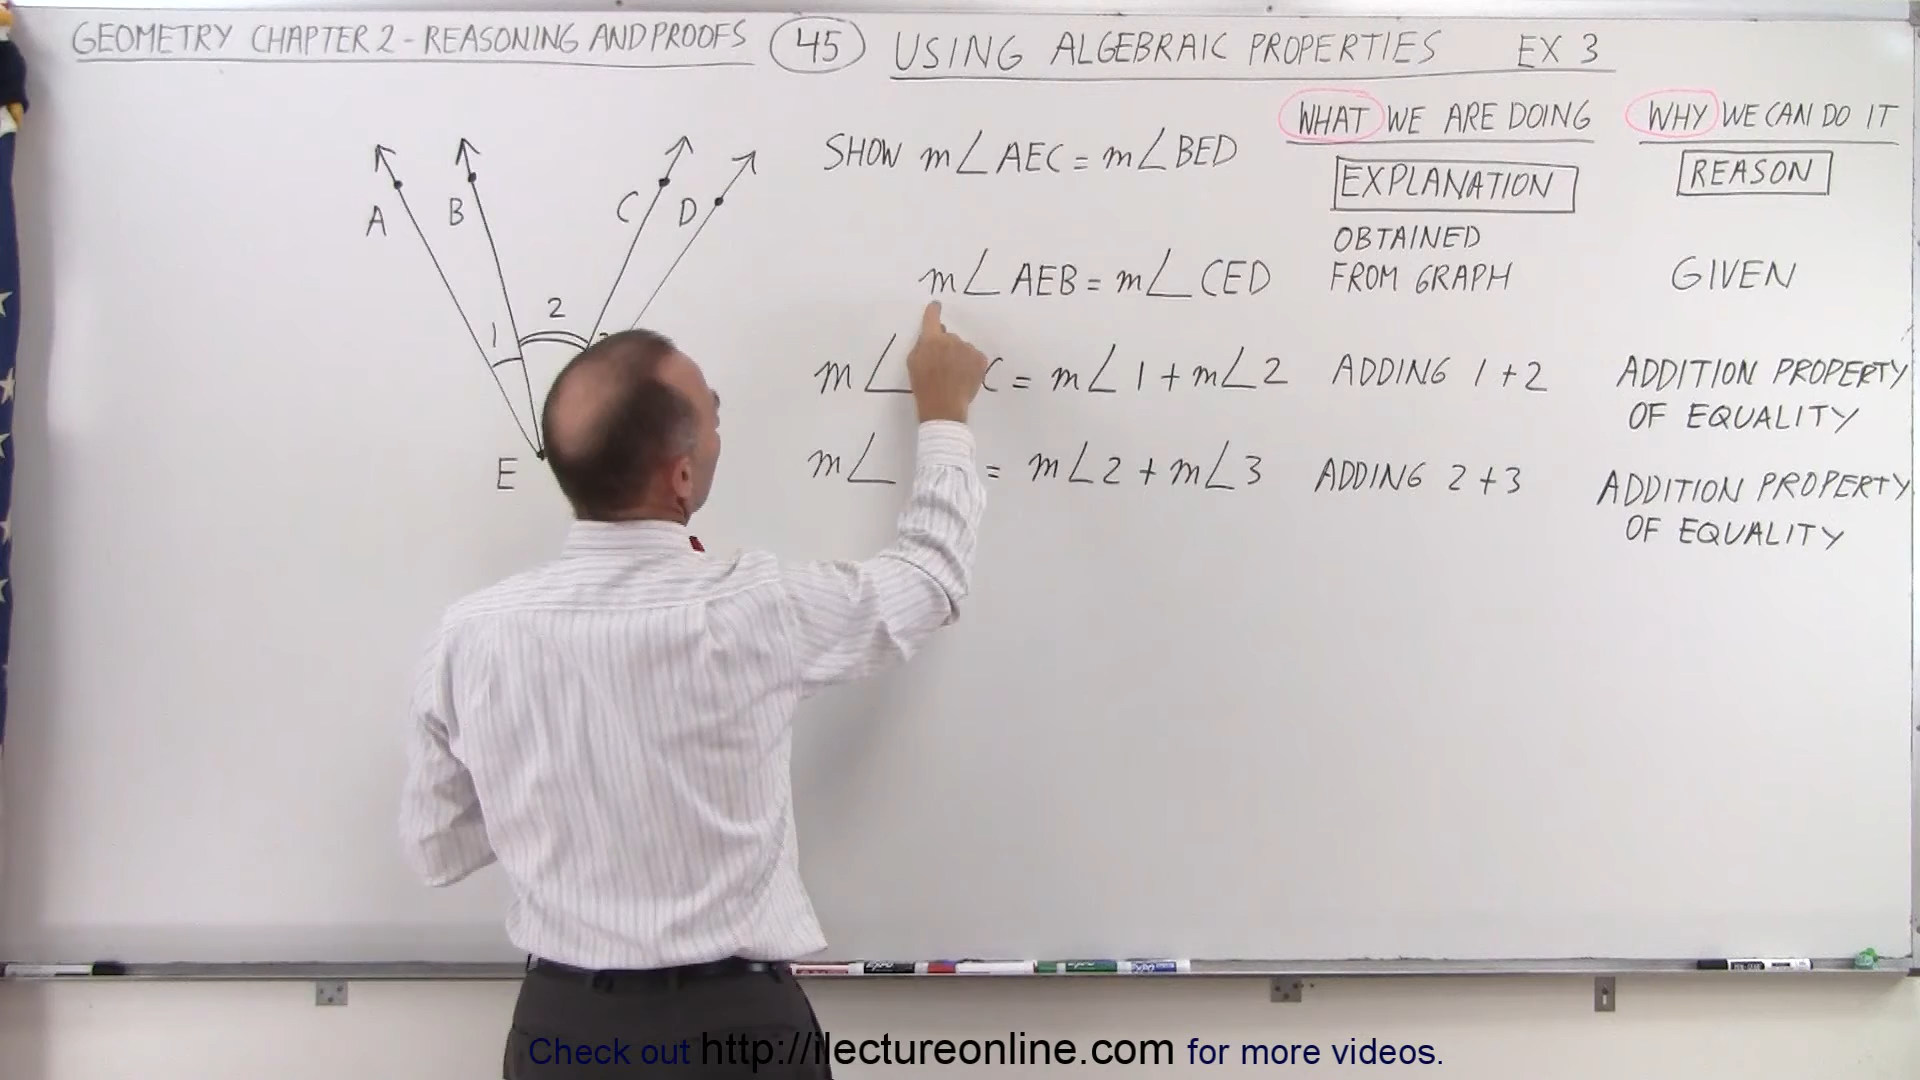 GEOMETRY CHAPTER 2 - REASONING AND PROOFS 45 USING ALGEBRAIC PROPERTIES EX 3
WHAT WE ARE DOING
WHY WE CAN DO IT
SHOW m∠AEC = m∠BED
EXPLANATION
REASON
A B C D
1 2
E
m∠AEB = m∠CED
OBTAINED
FROM GRAPH
GIVEN
m∠ C = m∠1 + m∠2
ADDING 1 + 2
ADDITION PROPERTY
OF EQUALITY
m∠ = m∠2 + m∠3
ADDING 2 + 3
ADDITION PROPERTY
OF EQUALITY
Check out http://ilectureonline.com for more videos.